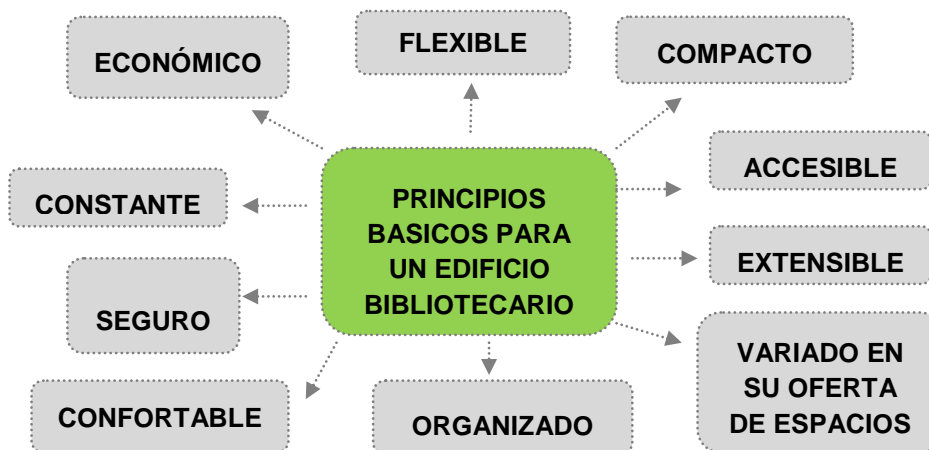 ECONÓMICO
FLEXIBLE
COMPACTO
CONSTANTE
PRINCIPIOS
BASICOS PARA
UN EDIFICIO
BIBLIOTECARIO
ACCESIBLE
SEGURO
EXTENSIBLE
CONFORTABLE
ORGANIZADO
VARIADO EN
SU OFERTA
DE ESPACIOS